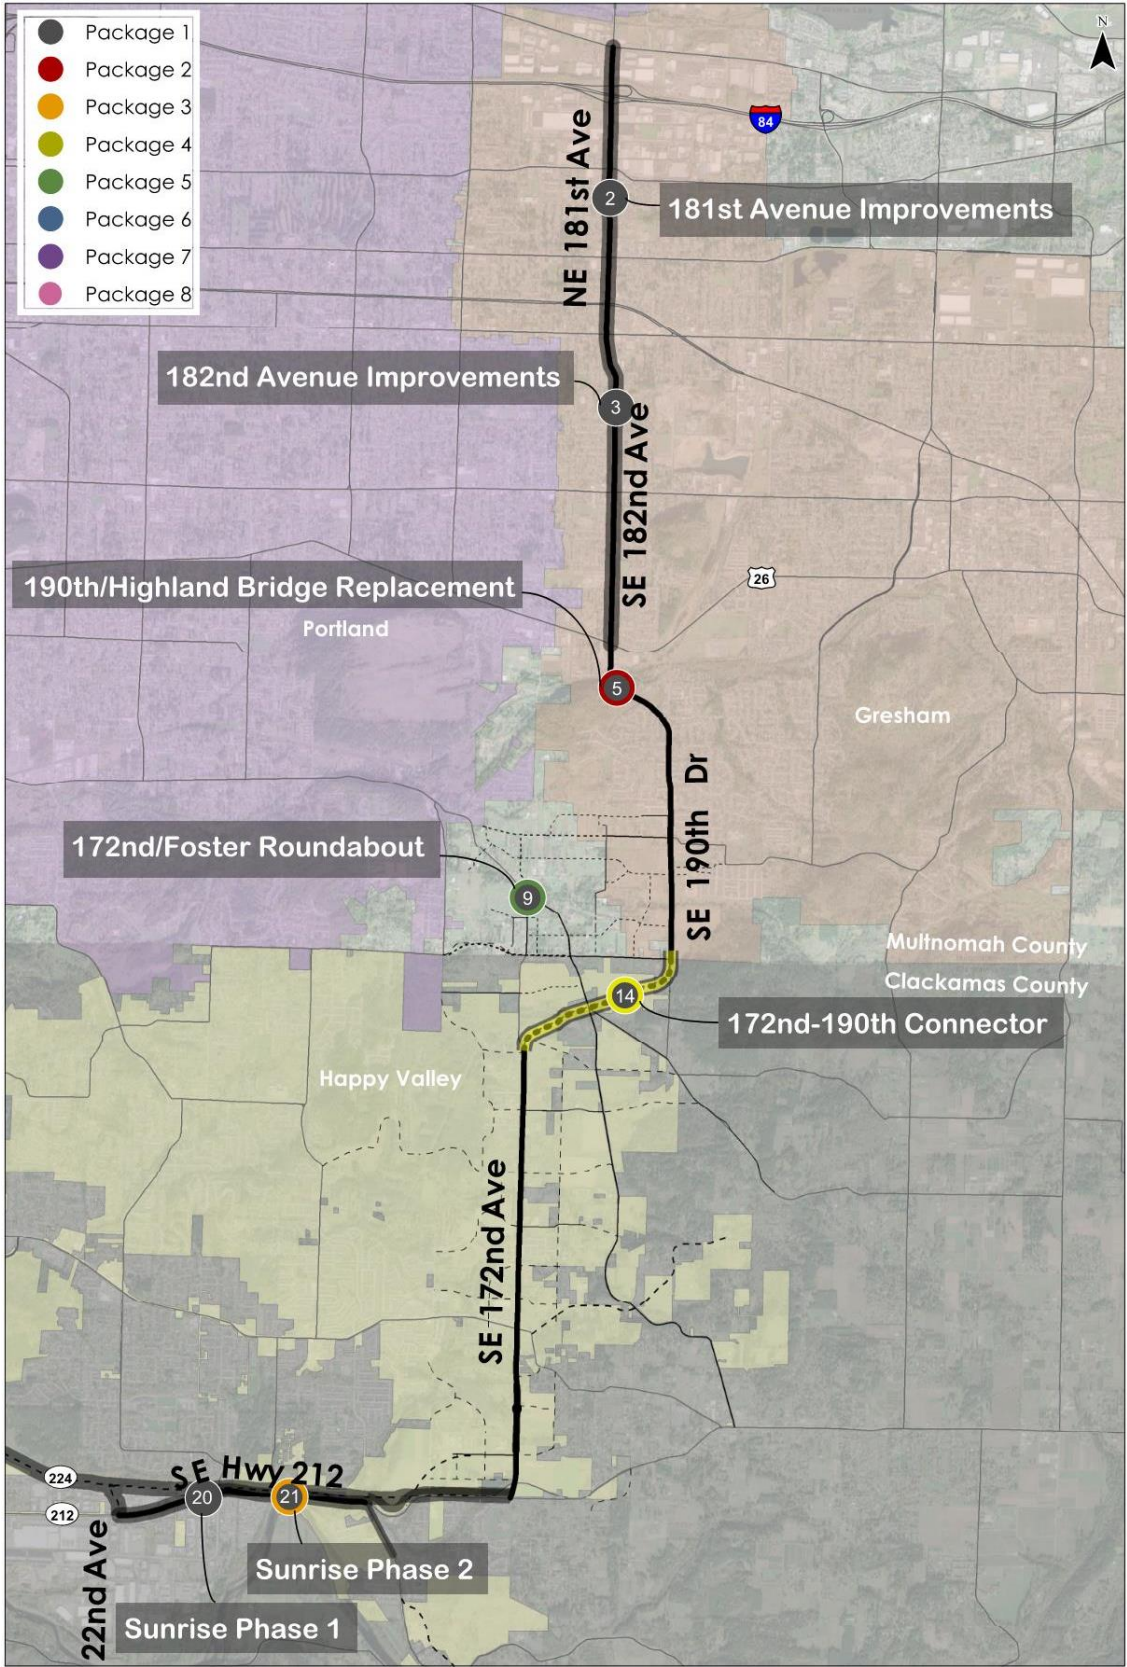 Package 1
Package 2
Package 3
Package 4
Package 5
Package 6
Package 7
Package 8
N
84
NE 181st Ave
2
181st Avenue Improvements
182nd Avenue Improvements
3
SE 182nd Ave
190th/Highland Bridge Replacement
26
Portland
5
Gresham
SE 190th Dr
172nd/Foster Roundabout
9
Multnomah County
Clackamas County
14
172nd-190th Connector
Happy Valley
SE 172nd Ave
SE Hwy 212
224
20
21
212
22nd Ave
Sunrise Phase 2
Sunrise Phase 1